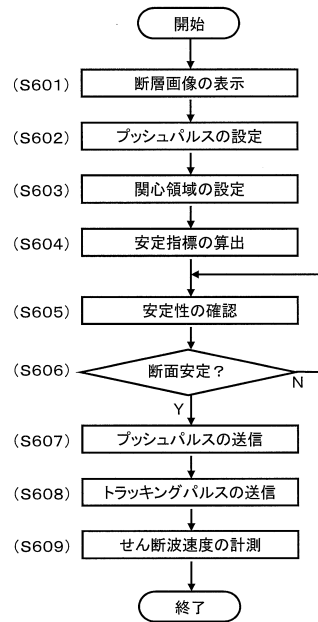 開始
(S601) 断層画像の表示
(S602) プッシュパルスの設定
(S603) 関心領域の設定
(S604) 安定指標の算出
(S605) 安定性の確認
(S606) 断面安定？ N
Y
(S607) プッシュパルスの送信
(S608) トラッキングパルスの送信
(S609) せん断波速度の計測
終了